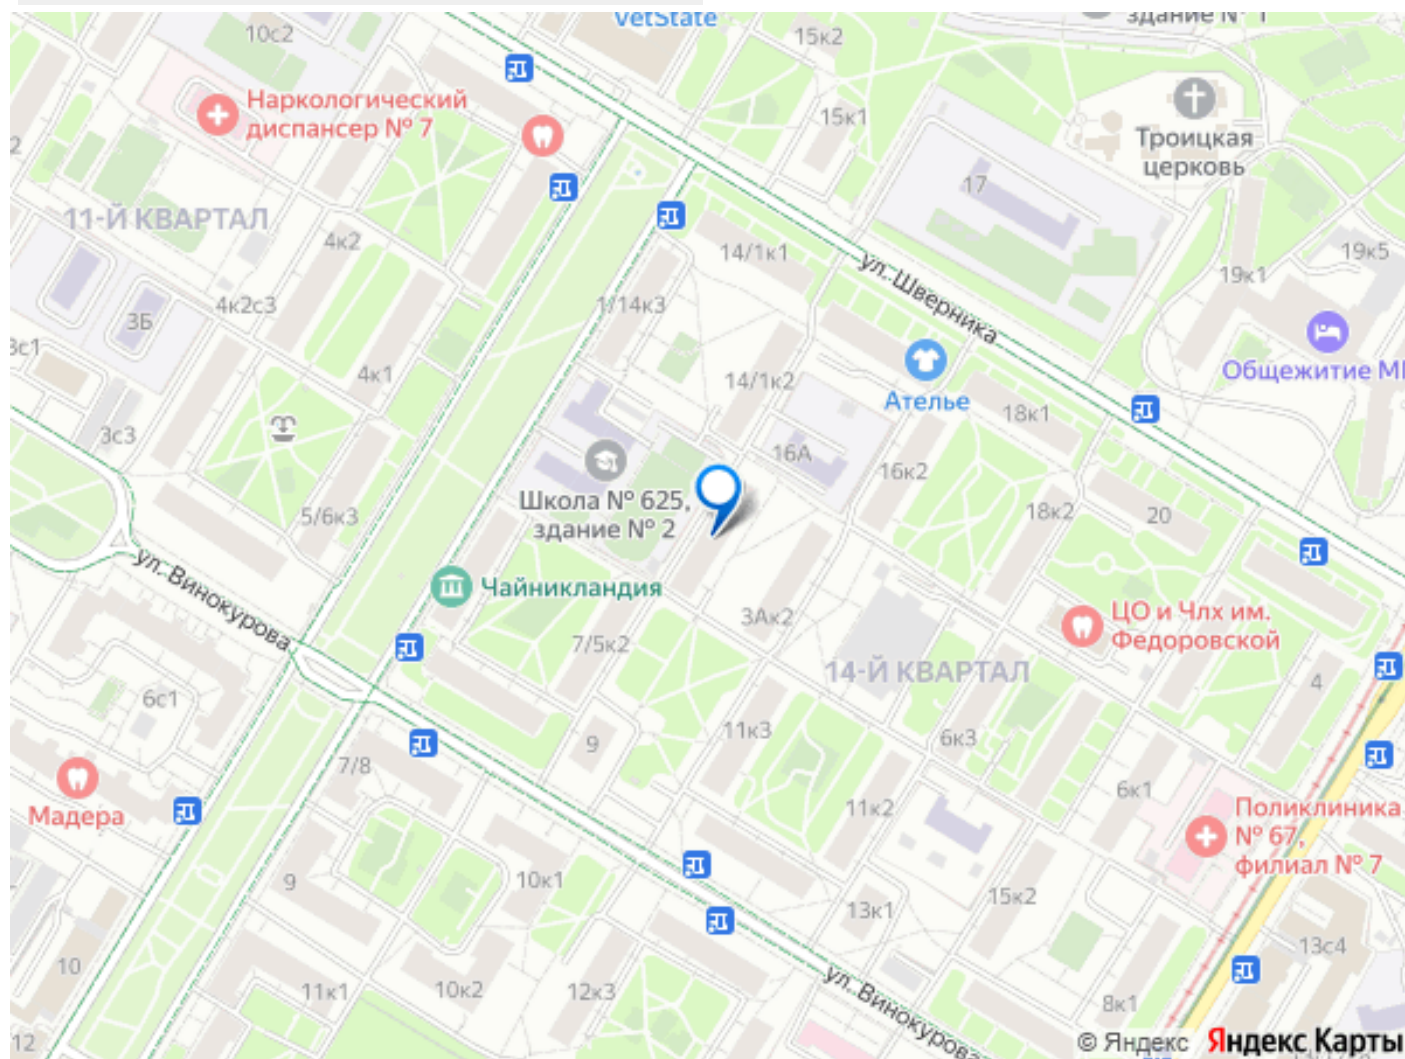 VetState
здание № 1
10с2
15к2
15к1
Наркологический
диспансер № 7
Троицкая
церковь
2
17
11-Й КВАРТАЛ
4к2
14/1к1
ул. Шверника
19к5
19к1
4к2с3
1/14к3
3Б
3с1
4к1
14/1к2
Ателье
Общежитие МГ
3с3
18к1
16А
16к2
Школа № 625,
здание № 2
5/6к3
18к2
20
ул. Винокурова
Чайникландия
3Ак2
ЦО и Члх им.
Федоровской
7/5к2
14-Й КВАРТАЛ
4
6с1
11к3
6к3
9
7/8
6к1
Мадера
11к2
Поликлиника
№ 67,
филиал № 7
9
10к1
15к2
13к1
13с4
10
11к1
10к2
12к3
ул. Винокурова
8к1
12
© Яндекс Яндекс Карты